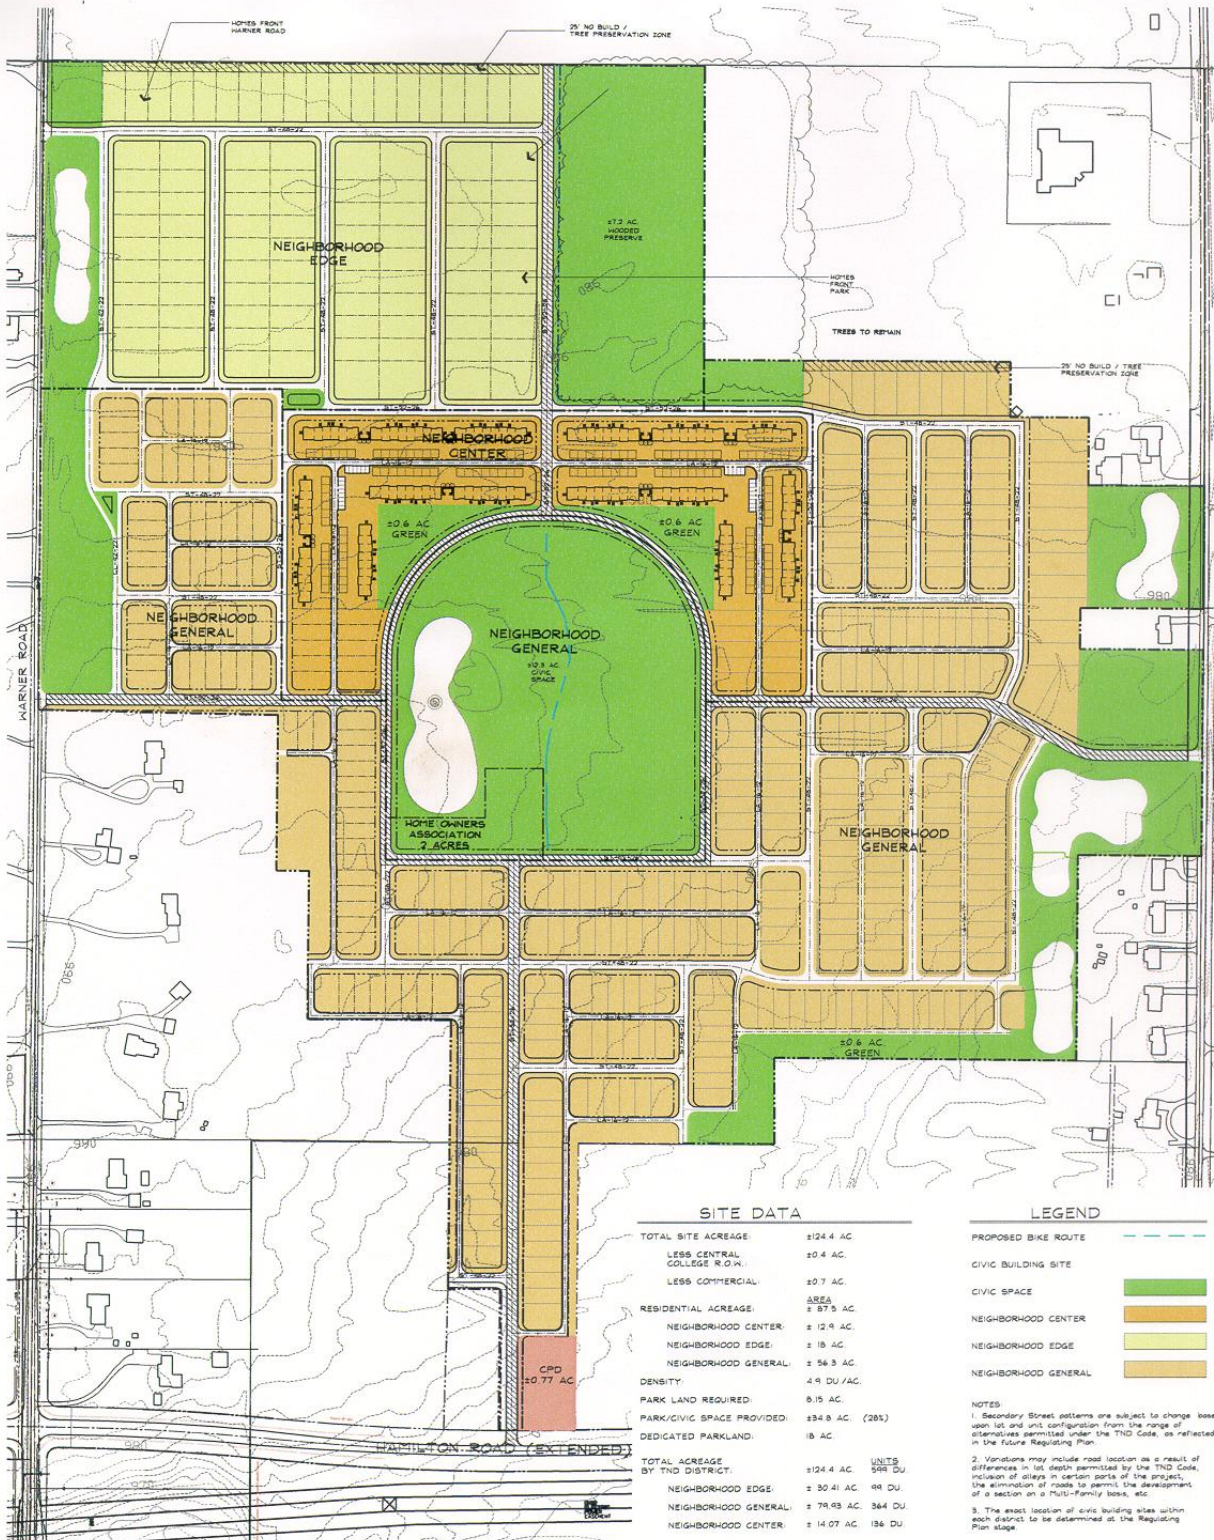 HOMES FRONT
WARNER ROAD
25' NO BUILD /
TREE PRESERVATION ZONE
ST-48-22
±7.2 AC.
WOODED
PRESERVE
NEIGHBORHOOD
EDGE
HOMES
FRONT
PARK
TREES TO REMAIN
25' NO BUILD / TREE
PRESERVATION ZONE
NEIGHBORHOOD
CENTER
±0.6 AC
GREEN
±0.6 AC
GREEN
980
NEIGHBORHOOD
GENERAL
NEIGHBORHOOD
GENERAL
CIVIC
SPACE
WARNER ROAD
HOME OWNERS
ASSOCIATION
2 ACRES
NEIGHBORHOOD
GENERAL
±0.6 AC
GREEN
CPD
±0.77 AC
HAMILTON ROAD (EXTENDED)
SITE DATA
TOTAL SITE ACREAGE: ±124.4 AC.
LESS CENTRAL ±0.4 AC.
COLLEGE R.O.W.:
LESS COMMERCIAL: ±0.7 AC.
AREA
RESIDENTIAL ACREAGE: ± 87.5 AC.
NEIGHBORHOOD CENTER: ± 12.9 AC.
NEIGHBORHOOD EDGE: ± 18 AC.
NEIGHBORHOOD GENERAL: ± 56.3 AC.
DENSITY: 4.9 DU /AC.
PARK LAND REQUIRED: 8.15 AC.
PARK/CIVIC SPACE PROVIDED: ±34.8 AC. (28%)
DEDICATED PARKLAND: 18 AC.
TOTAL ACREAGE UNITS
BY TND DISTRICT: ±124.4 AC. 599 DU.
NEIGHBORHOOD EDGE: ± 30.41 AC. 99 DU.
NEIGHBORHOOD GENERAL: ± 79.93 AC. 364 DU.
NEIGHBORHOOD CENTER: ± 14.07 AC. 136 DU.
LEGEND
PROPOSED BIKE ROUTE
CIVIC BUILDING SITE
CIVIC SPACE
NEIGHBORHOOD CENTER
NEIGHBORHOOD EDGE
NEIGHBORHOOD GENERAL
NOTES:
1. Secondary Street patterns are subject to change base
upon lot and unit configuration from the range of
alternatives permitted under the TND Code, as reflected
in the future Regulating Plan.
2. Variations may include road location as a result of
differences in lot depth permitted by the TND Code,
inclusion of alleys in certain parts of the project,
the elimination of roads to permit the development
of a section on a Multi-Family basis, etc.
3. The exact location of civic building sites within
each district to be determined at the Regulating
Plan stage.